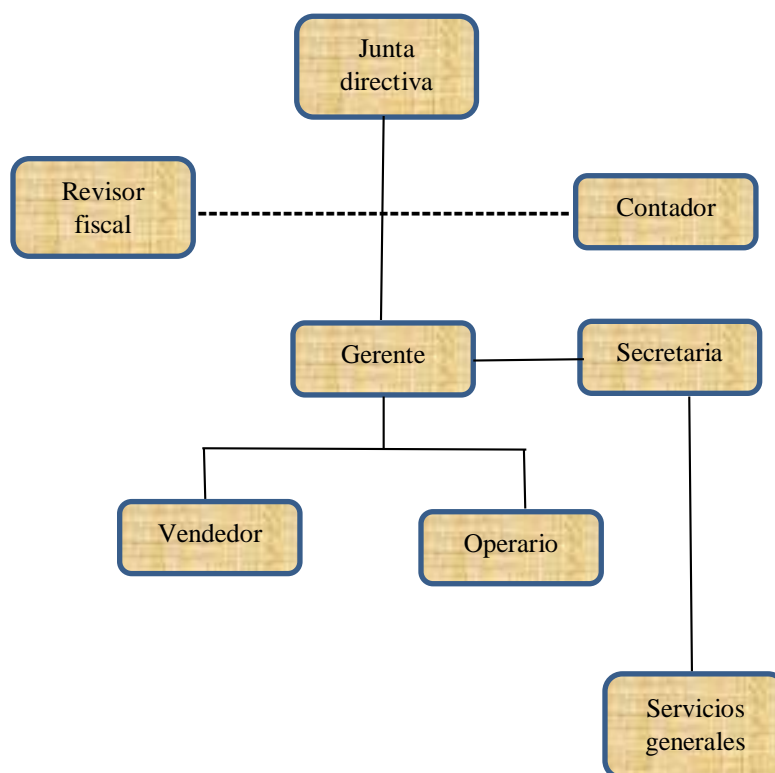 Junta
directiva
Revisor
fiscal
Contador
Gerente
Secretaria
Vendedor
Operario
Servicios
generales